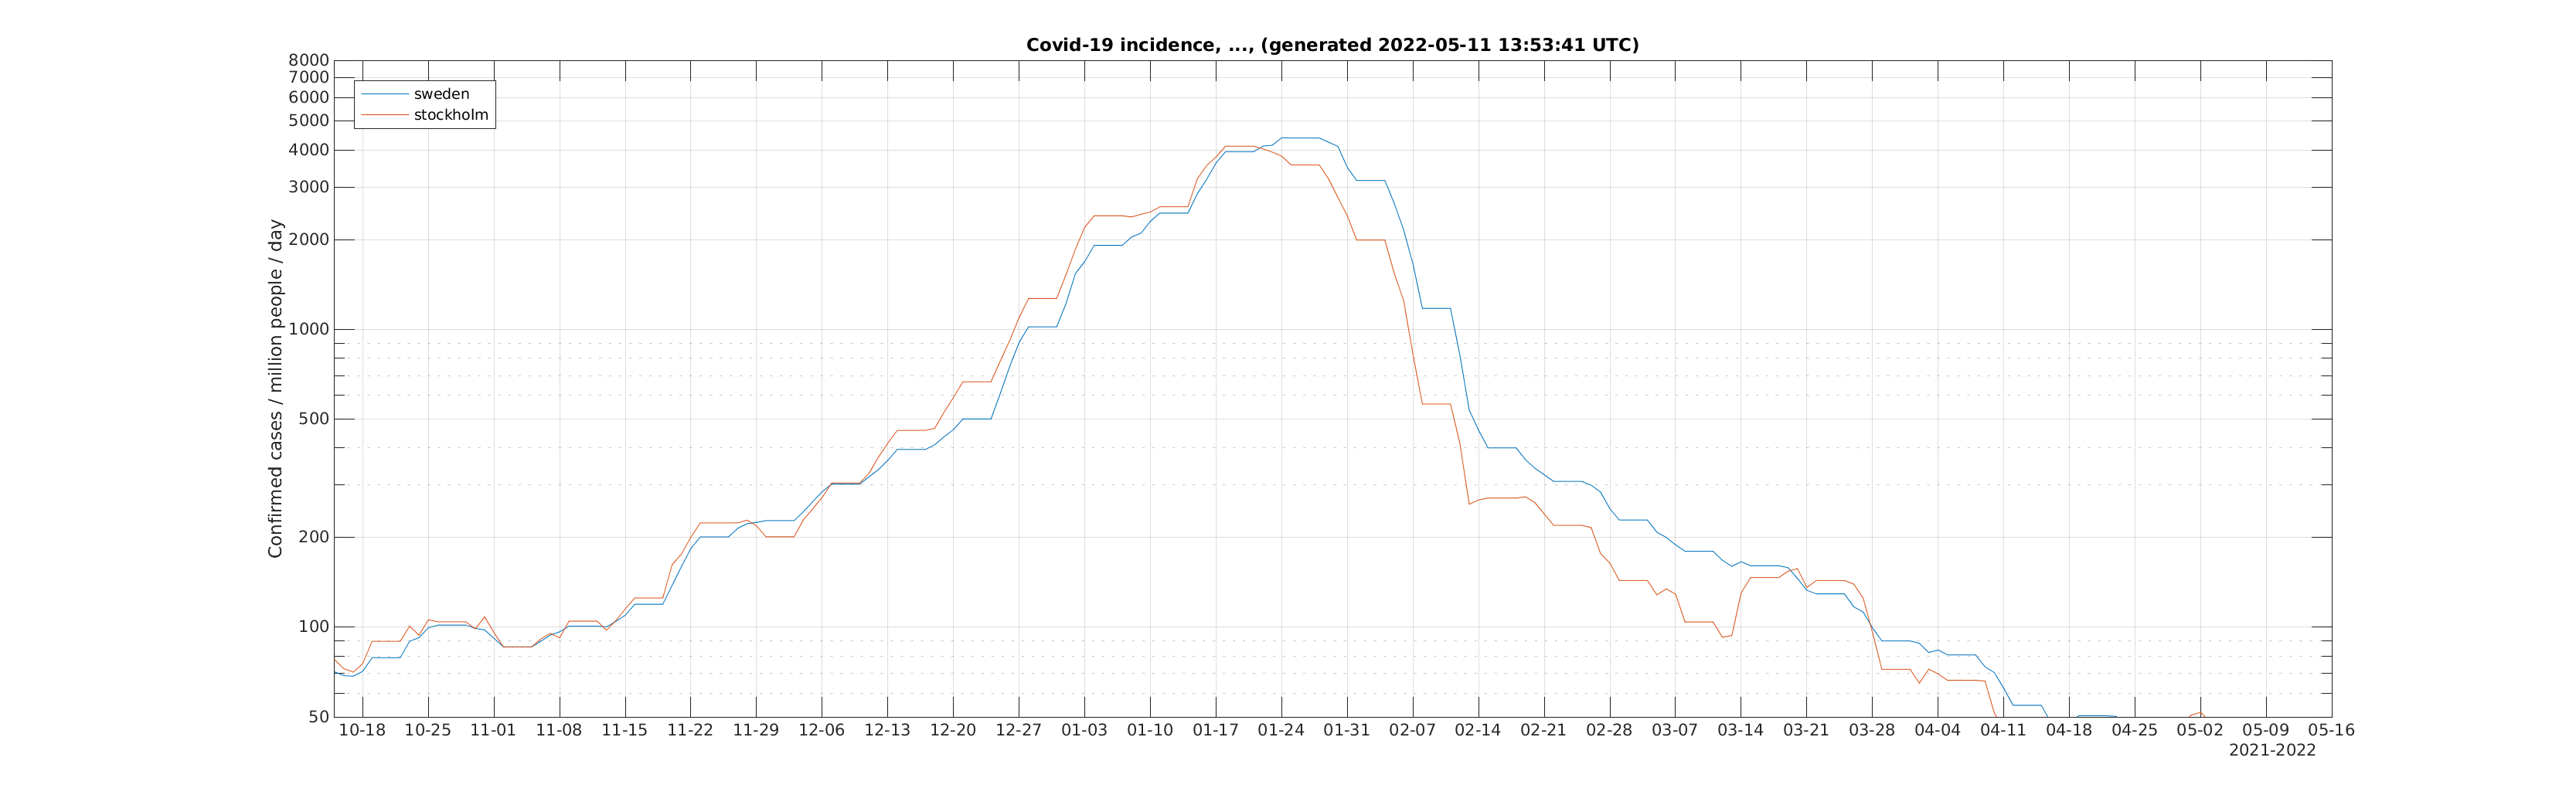 Covid-19 incidence, ..., (generated 2022-05-11 13:53:41 UTC)
sweden
stockholm
Confirmed cases / million people / day
8000
7000
6000
5000
4000
3000
2000
1000
500
200
100
50
10-18 10-25 11-01 11-08 11-15 11-22 11-29 12-06 12-13 12-20 12-27 01-03 01-10 01-17 01-24 01-31 02-07 02-14 02-21 02-28 03-07 03-14 03-21 03-28 04-04 04-11 04-18 04-25 05-02 05-09 05-16
2021-2022